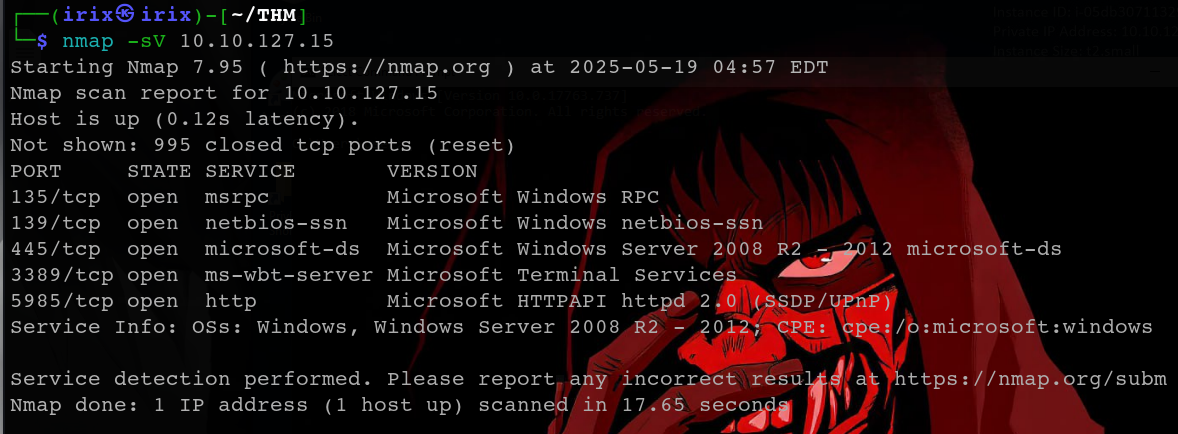 ┌──(irix㉿irix)-[~/THM]
└─$ nmap -sV 10.10.127.15
Starting Nmap 7.95 ( https://nmap.org ) at 2025-05-19 04:57 EDT
Nmap scan report for 10.10.127.15
Host is up (0.12s latency).
Not shown: 995 closed tcp ports (reset)
PORT     STATE SERVICE       VERSION
135/tcp  open  msrpc         Microsoft Windows RPC
139/tcp  open  netbios-ssn   Microsoft Windows netbios-ssn
445/tcp  open  microsoft-ds  Microsoft Windows Server 2008 R2 - 2012 microsoft-ds
3389/tcp open  ms-wbt-server Microsoft Terminal Services
5985/tcp open  http          Microsoft HTTPAPI httpd 2.0 (SSDP/UPnP)
Service Info: OSs: Windows, Windows Server 2008 R2 - 2012; CPE: cpe:/o:microsoft:windows
Service detection performed. Please report any incorrect results at https://nmap.org/subm
Nmap done: 1 IP address (1 host up) scanned in 17.65 seconds